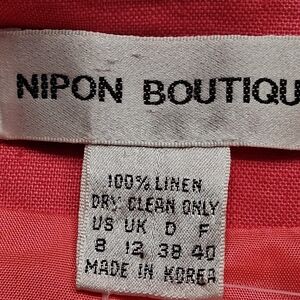 NIPON BOUTIQU
100% LINEN
DRY CLEAN ONLY
US UK D F
8 12 38 40
MADE IN KOREA